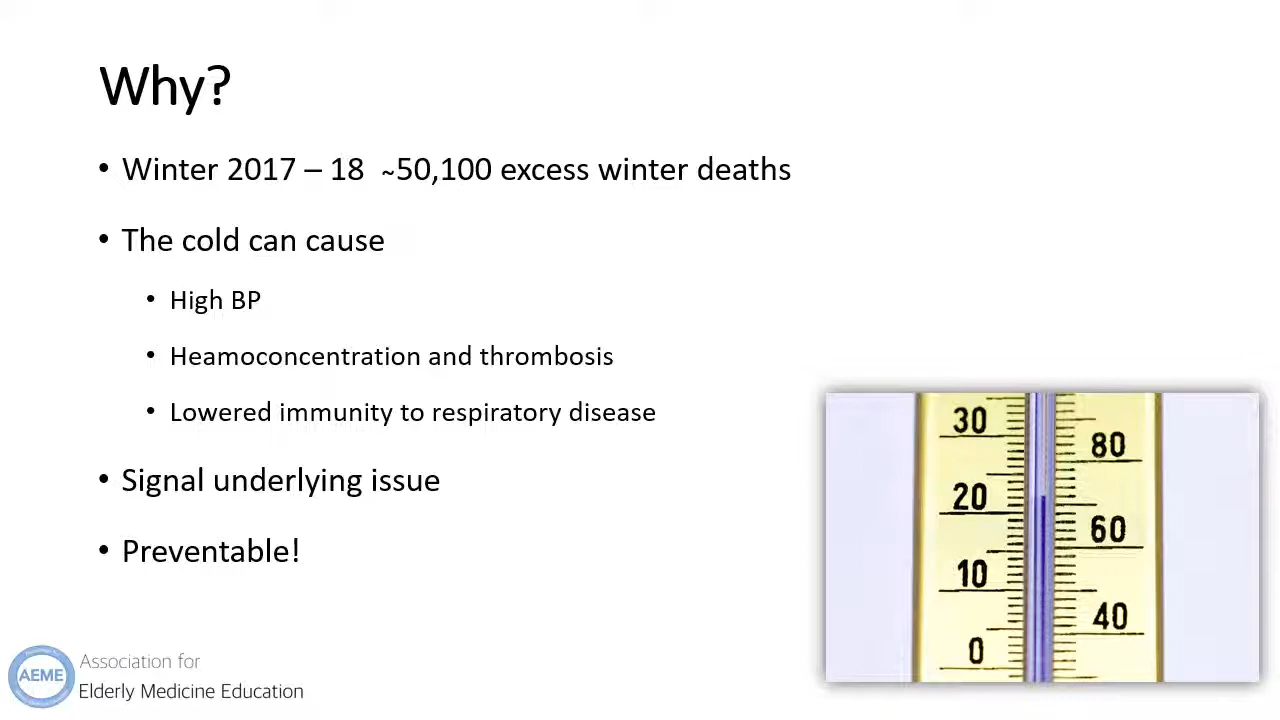 Why?
• Winter 2017 – 18 ~50,100 excess winter deaths
• The cold can cause
• High BP
• Heamoconcentration and thrombosis
• Lowered immunity to respiratory disease
• Signal underlying issue
• Preventable!
30
80
20
60
10
40
0
AEME
Association for
Elderly Medicine Education